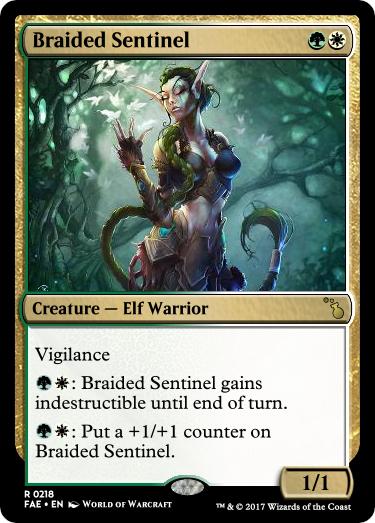 Braided Sentinel
Creature — Elf Warrior
Vigilance
: Braided Sentinel gains
indestructible until end of turn.
: Put a +1/+1 counter on
Braided Sentinel.
1/1
R 0218
FAE • EN World of Warcraft
™ & © 2017 Wizards of the Coast